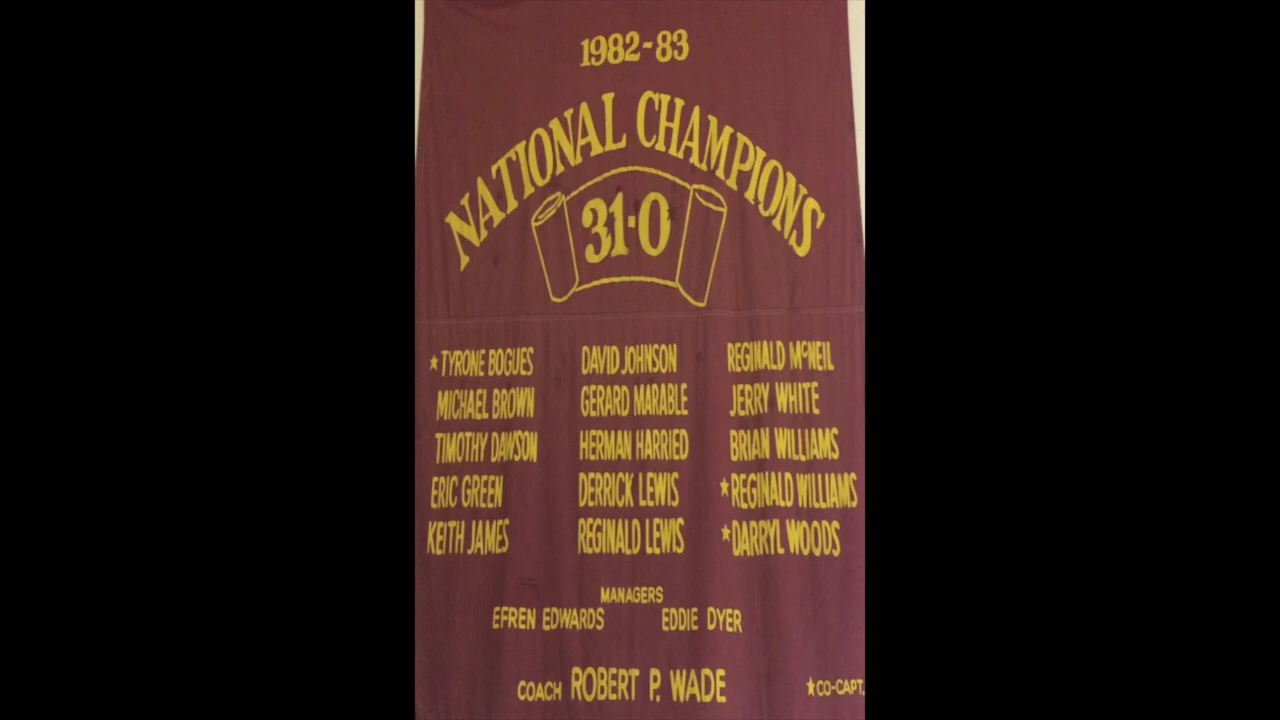 1982-83
NATIONAL CHAMPIONS
31-0
★TYRONE BOGUES DAVID JOHNSON REGINALD McNEIL
MICHAEL BROWN GERARD MARABLE JERRY WHITE
TIMOTHY DAWSON HERMAN HARRIED BRIAN WILLIAMS
ERIC GREEN DERRICK LEWIS ★REGINALD WILLIAMS
KEITH JAMES REGINALD LEWIS ★DARRYL WOODS
MANAGERS
EFREN EDWARDS EDDIE DYER
COACH ROBERT P. WADE ★CO-CAPT.